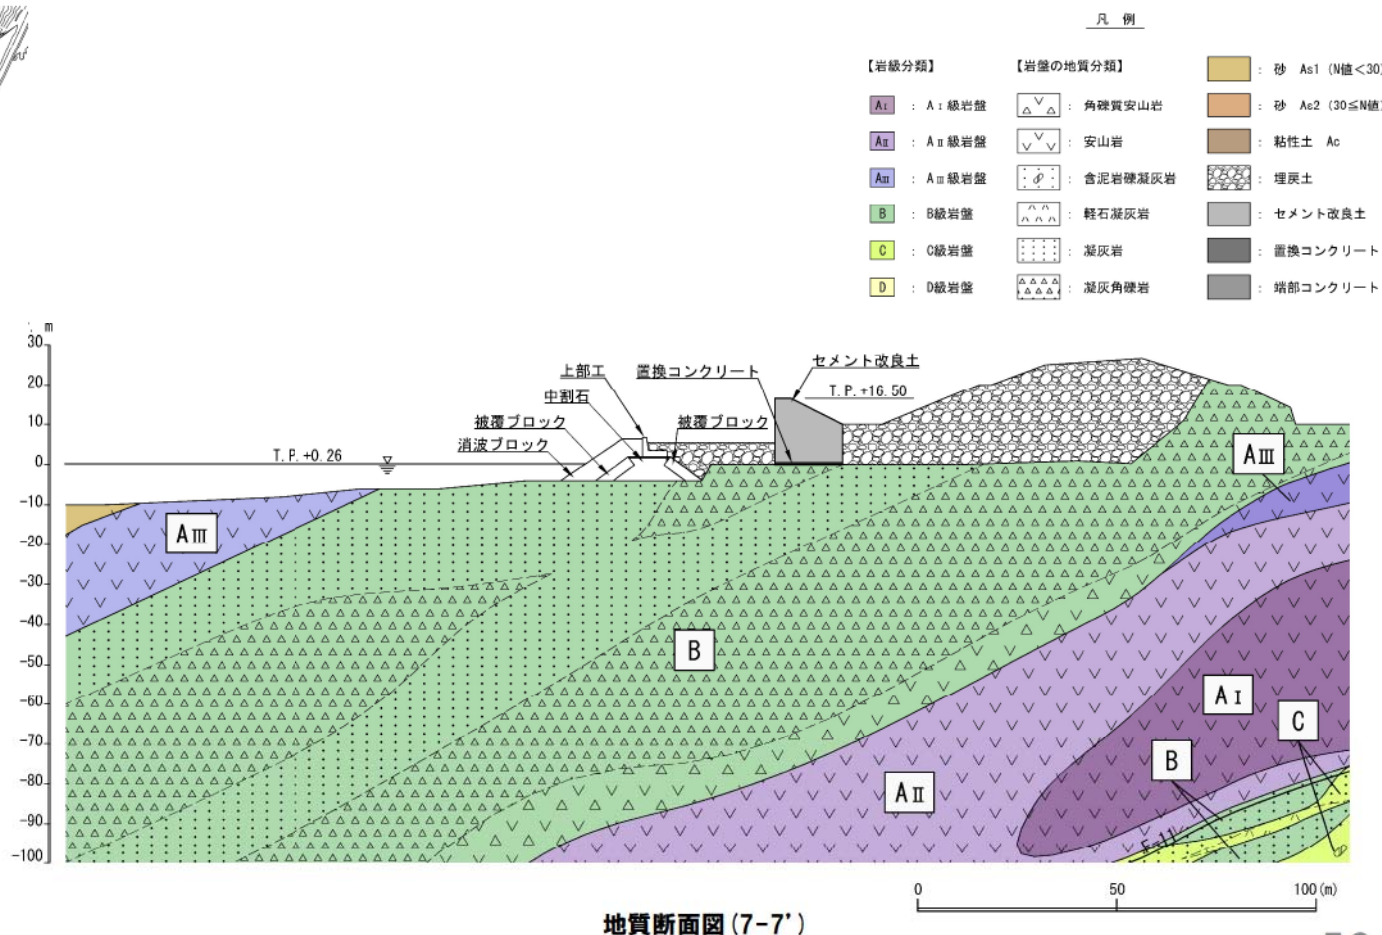 凡 例
【岩級分類】
AI : AI級岩盤
AII : AII級岩盤
AIII : AIII級岩盤
B : B級岩盤
C : C級岩盤
D : D級岩盤
【岩盤の地質分類】
: 角礫質安山岩
: 安山岩
: 含泥岩礫凝灰岩
: 軽石凝灰岩
: 凝灰岩
: 凝灰角礫岩
: 砂 As1 (N値<30)
: 砂 As2 (30≦N値)
: 粘性土 Ac
: 埋戻土
: セメント改良土
: 置換コンクリート
: 端部コンクリート
m
30
20
10
0
-10
-20
-30
-40
-50
-60
-70
-80
-90
-100
T.P.+0.26
消波ブロック
被覆ブロック
中割石
上部工
置換コンクリート
被覆ブロック
セメント改良土
T.P.+16.50
AIII
AIII
B
AI
C
B
AII
F-11
0 50 100(m)
地質断面図(7-7')